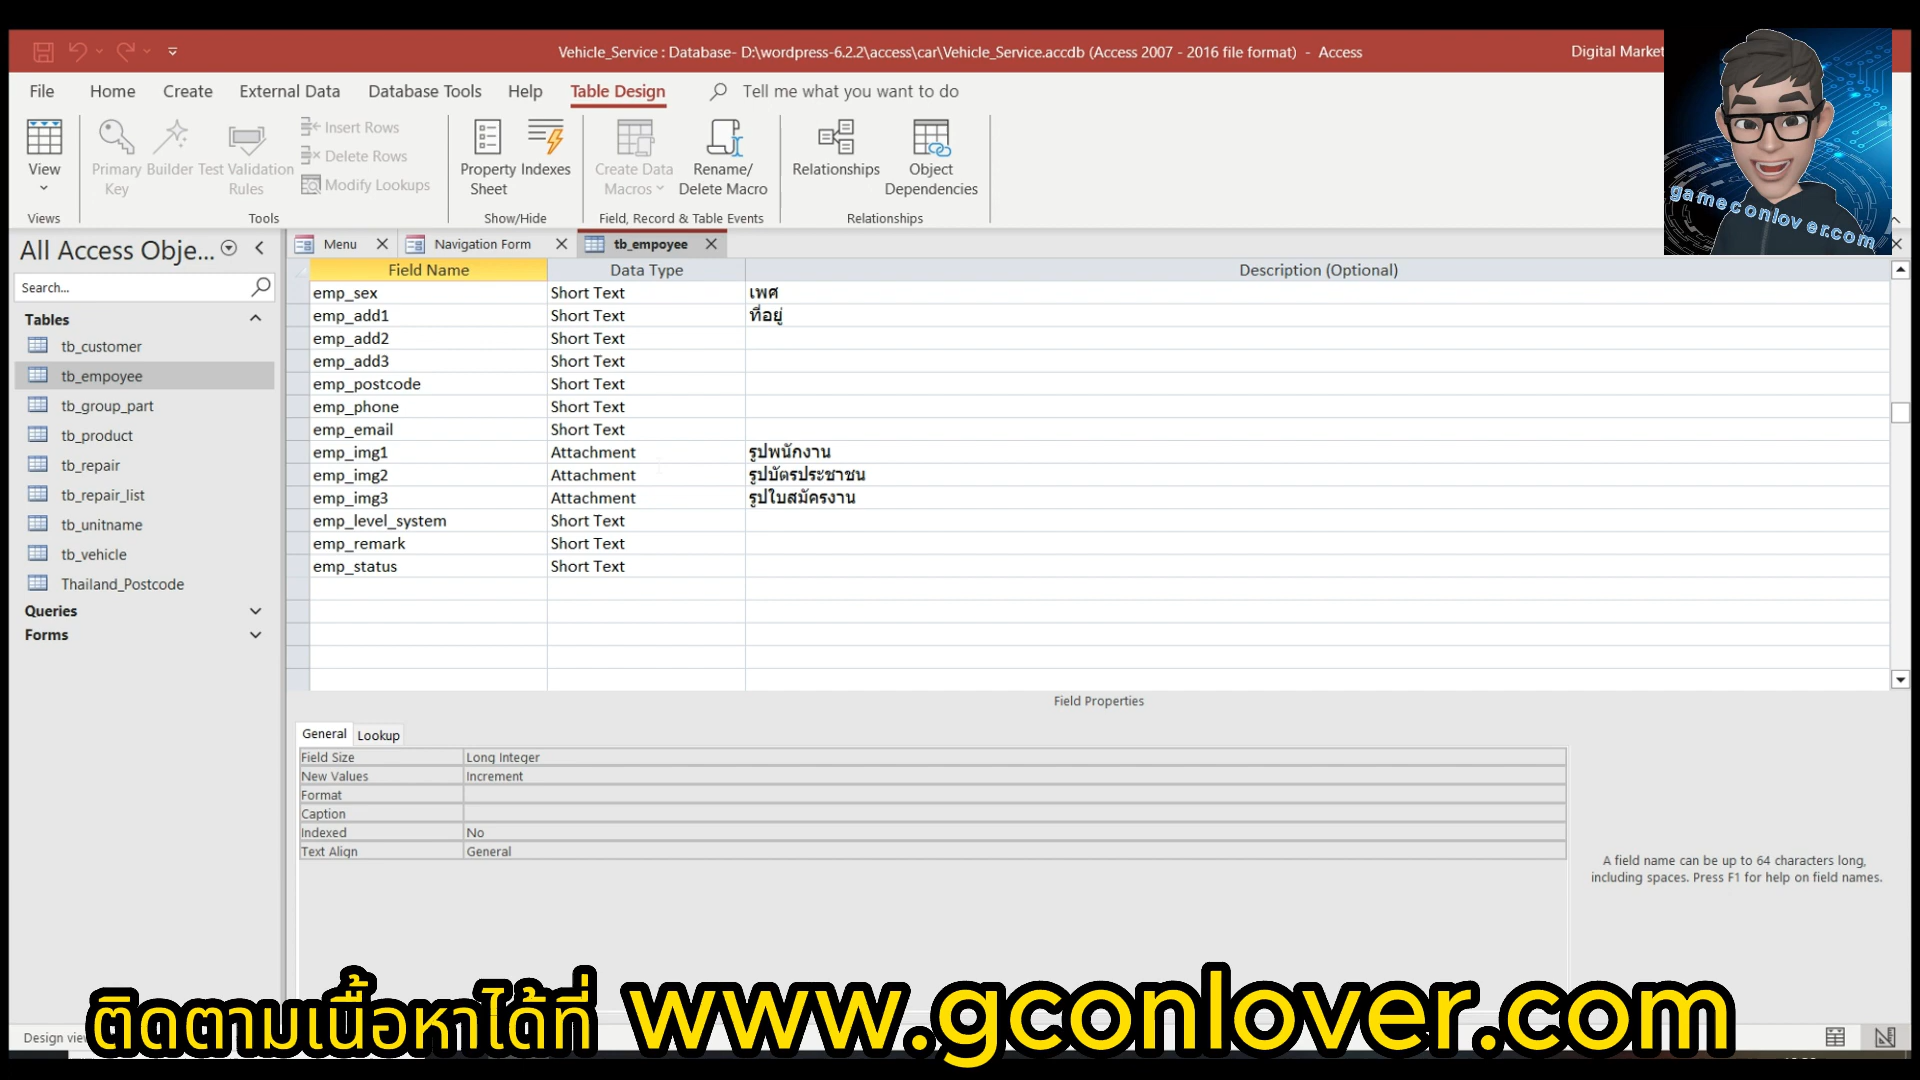 Vehicle_Service : Database- D:\wordpress-6.2.2\access\car\Vehicle_Service.accdb (Access 2007 - 2016 file format) - Access
Digital Market
File Home Create External Data Database Tools Help Table Design Tell me what you want to do
View
Primary Key
Builder
Test Validation Rules
Insert Rows
Delete Rows
Modify Lookups
Property Sheet
Indexes
Create Data Macros
Rename/ Delete Macro
Relationships
Object Dependencies
Views Tools Show/Hide Field, Record & Table Events Relationships
gameconlover.com
All Access Obje...
Search...
Tables
tb_customer
tb_empoyee
tb_group_part
tb_product
tb_repair
tb_repair_list
tb_unitname
tb_vehicle
Thailand_Postcode
Queries
Forms
Menu Navigation Form tb_empoyee
Field Name Data Type Description (Optional)
emp_sex Short Text เพศ
emp_add1 Short Text ที่อยู่
emp_add2 Short Text
emp_add3 Short Text
emp_postcode Short Text
emp_phone Short Text
emp_email Short Text
emp_img1 Attachment รูปพนักงาน
emp_img2 Attachment รูปบัตรประชาชน
emp_img3 Attachment รูปใบสมัครงาน
emp_level_system Short Text
emp_remark Short Text
emp_status Short Text
Field Properties
General Lookup
Field Size Long Integer
New Values Increment
Format
Caption
Indexed No
Text Align General
A field name can be up to 64 characters long,
including spaces. Press F1 for help on field names.
ติดตามเนื้อหาได้ที่ www.gconlover.com
Design